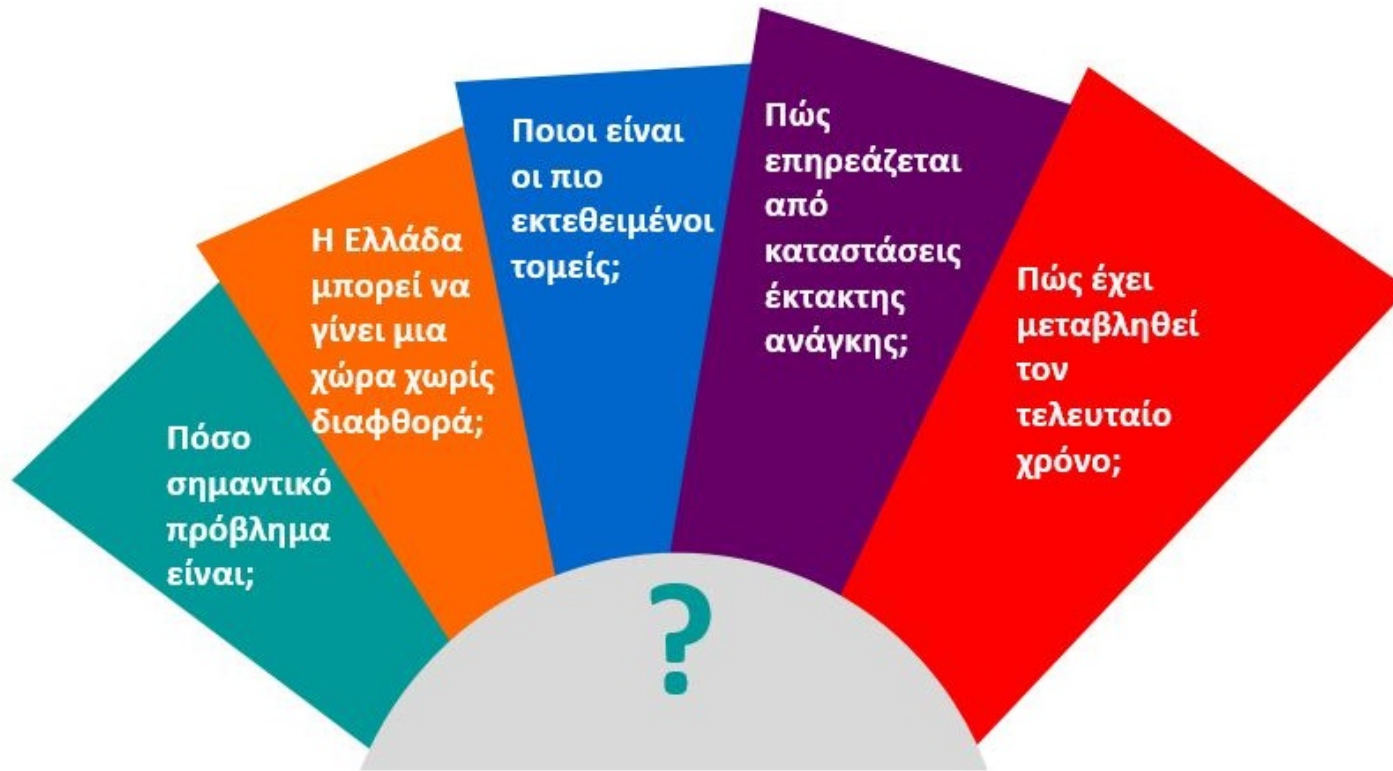 Πόσο
σημαντικό
πρόβλημα
είναι;
Η Ελλάδα
μπορεί να
γίνει μια
χώρα χωρίς
διαφθορά;
Ποιοι είναι
οι πιο
εκτεθειμένοι
τομείς;
Πώς
επηρεάζεται
από
καταστάσεις
έκτακτης
ανάγκης;
Πώς έχει
μεταβληθεί
τον
τελευταίο
χρόνο;
?